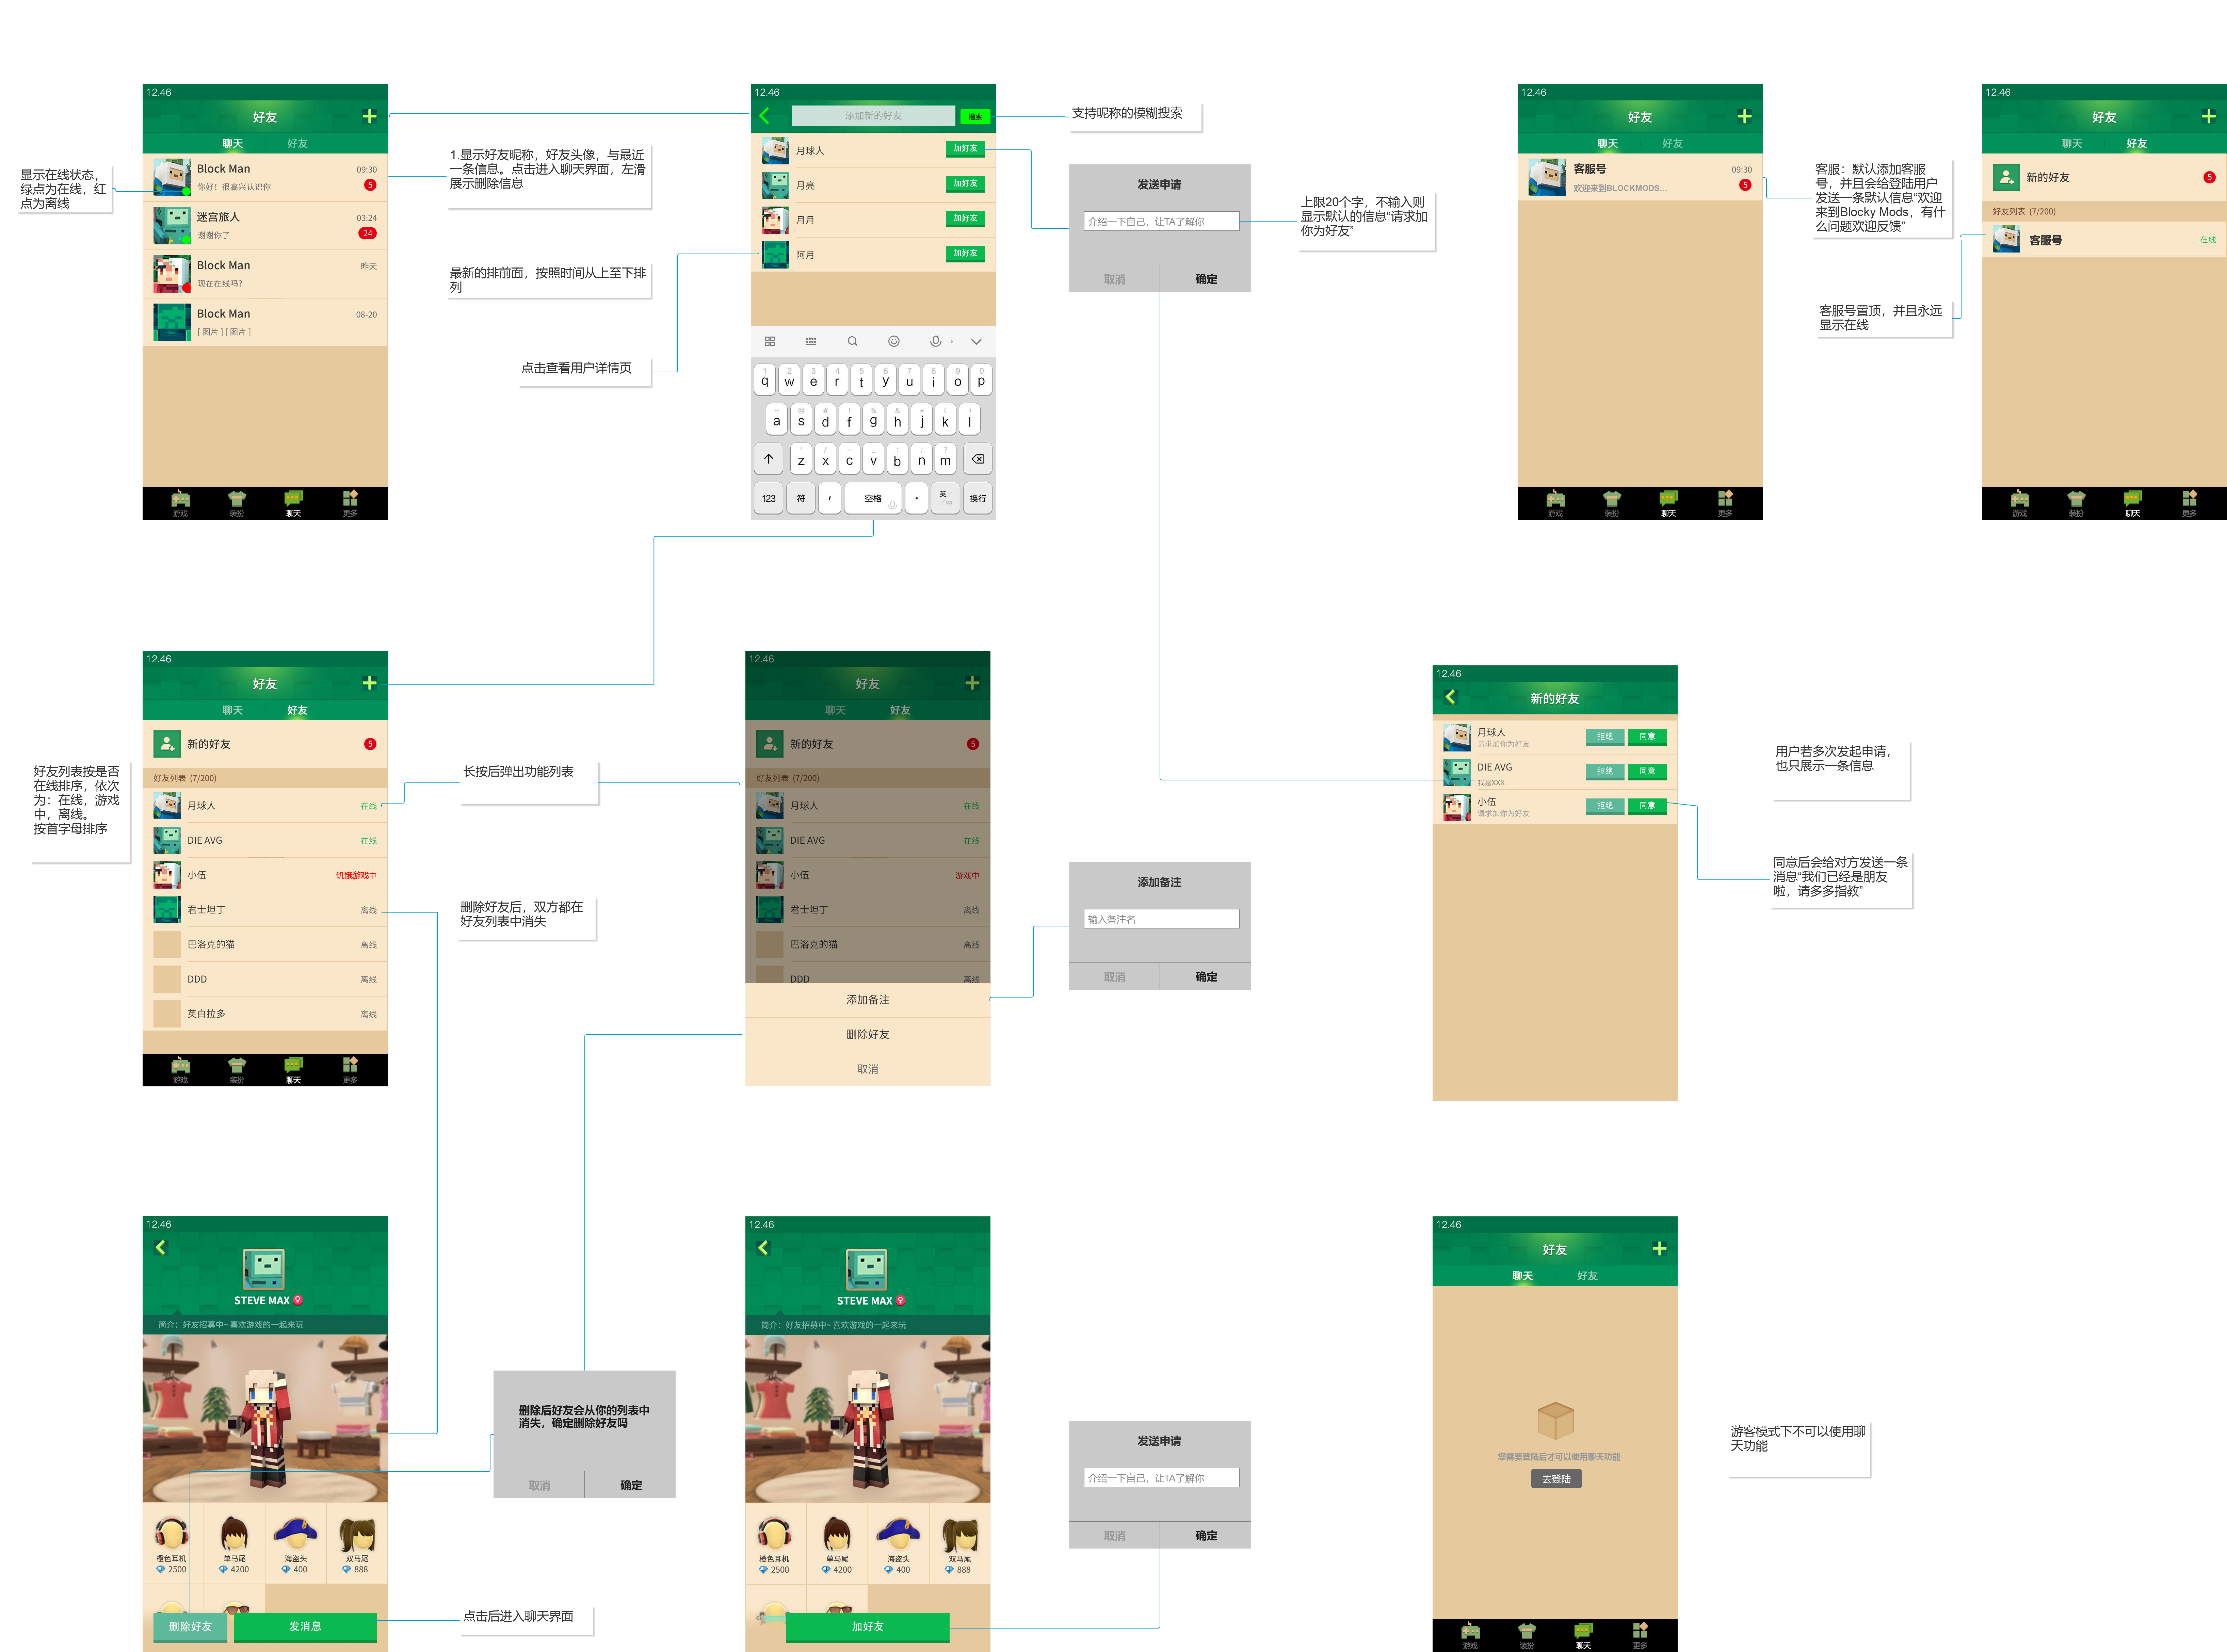 12.46
好友
聊天
好友
Block Man
09:30
你好！很高兴认识你
5
迷宫旅人
03:24
谢谢你了
24
Block Man
昨天
现在在线吗？
Block Man
08-20
[ 图片 ] [ 图片 ]
游戏
装扮
聊天
更多
显示在线状态，
绿点为在线，红
点为离线
1.显示好友昵称，好友头像，与最近
一条信息。点击进入聊天界面，左滑
展示删除信息
最新的排前面，按照时间从上至下排
列
点击查看用户详情页
12.46
添加新的好友
搜索
月球人
加好友
月亮
加好友
月月
加好友
阿月
加好友
1 2 3 4 5 6 7 8 9 0
q w e r t y u i o p
a s d f g h j k l
z x c v b n m
123
符
，
空格
.
英
中
换行
支持昵称的模糊搜索
发送申请
介绍一下自己，让TA了解你
取消
确定
上限20个字，不输入则
显示默认的信息“请求加
你为好友”
12.46
好友
聊天
好友
客服号
09:30
欢迎来到BLOCKMODS...
5
游戏
装扮
聊天
更多
客服：默认添加客服
号，并且会给登陆用户
发送一条默认信息“欢迎
来到Blocky Mods，有什
么问题欢迎反馈”
客服号置顶，并且永远
显示在线
12.46
好友
聊天
好友
新的好友
5
好友列表 (7/200)
客服号
在线
游戏
装扮
聊天
更多
12.46
好友
聊天
好友
新的好友
5
好友列表 (7/200)
月球人
在线
DIE AVG
在线
小伍
饥饿游戏中
君士坦丁
离线
巴洛克的猫
离线
DDD
离线
英白拉多
离线
游戏
装扮
聊天
更多
好友列表按是否
在线排序，依次
为：在线，游戏
中，离线。
按首字母排序
长按后弹出功能列表
删除好友后，双方都在
好友列表中消失
12.46
好友
聊天
好友
新的好友
5
好友列表 (7/200)
月球人
在线
DIE AVG
在线
小伍
游戏中
君士坦丁
离线
巴洛克的猫
离线
DDD
离线
添加备注
删除好友
取消
添加备注
输入备注名
取消
确定
12.46
新的好友
月球人
请求加你为好友
拒绝
同意
DIE AVG
我是XXX
拒绝
同意
小伍
请求加你为好友
拒绝
同意
用户若多次发起申请，
也只展示一条信息
同意后会给对方发送一条
消息“我们已经是朋友
啦，请多多指教”
12.46
STEVE MAX
简介：好友招募中~ 喜欢游戏的一起来玩
橙色耳机
2500
单马尾
4200
海盗头
400
双马尾
888
删除好友
发消息
点击后进入聊天界面
删除后好友会从你的列表中
消失，确定删除好友吗
取消
确定
12.46
STEVE MAX
简介：好友招募中~ 喜欢游戏的一起来玩
橙色耳机
2500
单马尾
4200
海盗头
400
双马尾
888
加好友
发送申请
介绍一下自己，让TA了解你
取消
确定
12.46
好友
聊天
好友
您需要登陆后才可以使用聊天功能
去登陆
游戏
装扮
聊天
更多
游客模式下不可以使用聊
天功能